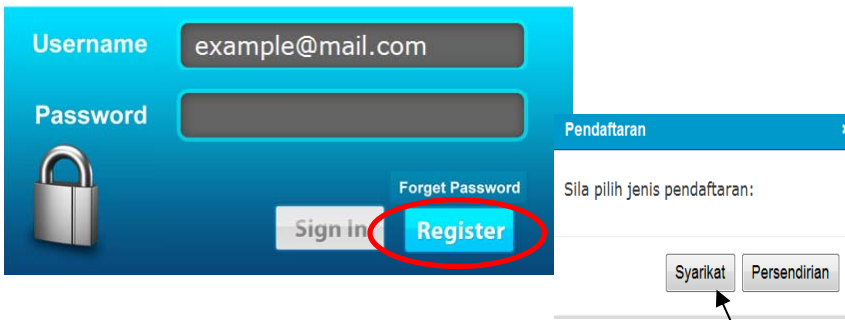 Username example@mail.com
Password
Forget Password
Sign In Register
Pendaftaran
Sila pilih jenis pendaftaran:
Syarikat Persendirian